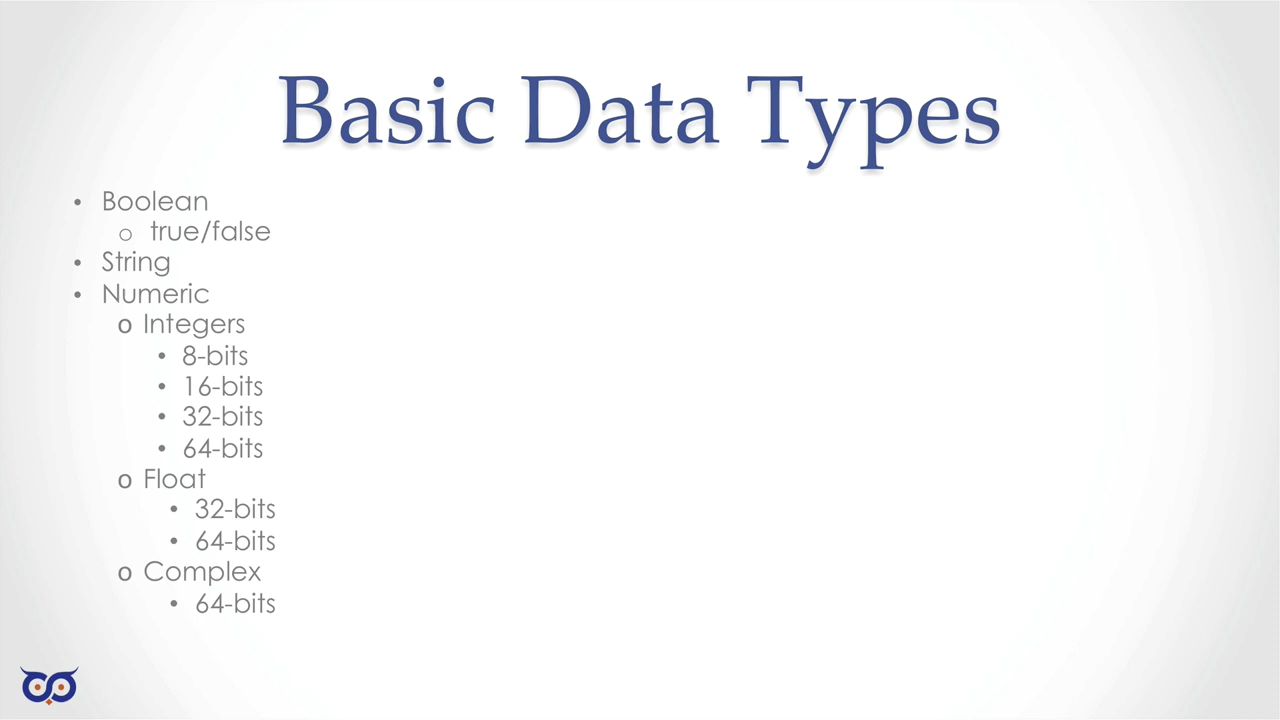 Basic Data Types
• Boolean
o true/false
• String
• Numeric
o Integers
• 8-bits
• 16-bits
• 32-bits
• 64-bits
o Float
• 32-bits
• 64-bits
o Complex
• 64-bits